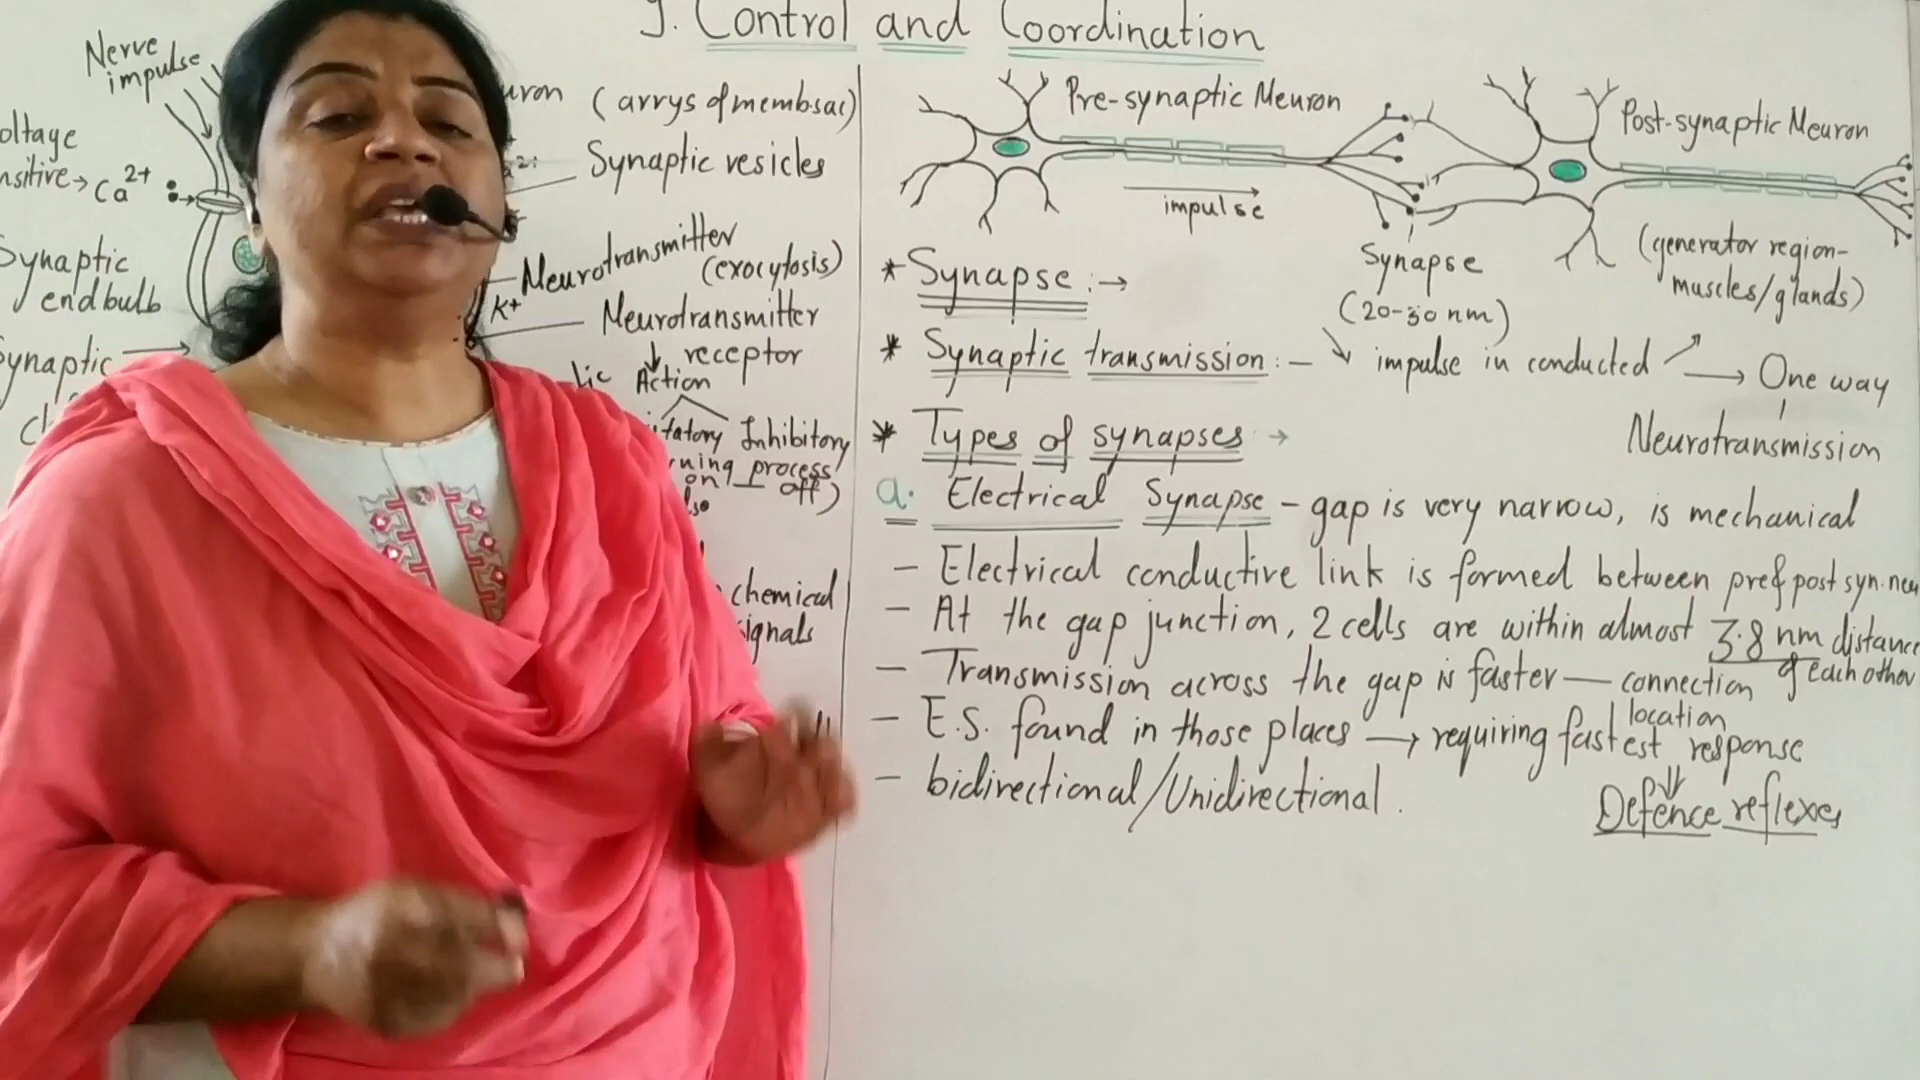 9. Control and Coordination
Nerve
impulse
oltage
nsitive→ Ca2+
Synaptic
endbulb
Synaptic
uron (arrys of membsac)
Synaptic vesicles
Neurotransmitter
(exocytosis)
K+
Neurotransmitter
receptor
Action
itatory Inhibitory
ning process
on — off)
chemical
signals
Pre-synaptic Neuron
impulse
Synapse
(20-30 nm)
Post-synaptic Neuron
(generator region-
muscles/glands)
* Synapse :→
* Synaptic transmission :- ↘ impulse in conducted ↗ → One way
Neurotransmission
* Types of synapses →
a. Electrical Synapse - gap is very narrow, is mechanical
- Electrical conductive link is formed between pre & post syn. neu
- At the gap junction, 2 cells are within almost 3.8 nm distance
of each other
- Transmission across the gap is faster — connection
location
- E.S. found in those places → requiring fastest response
⇓
Defence reflexes
- bidirectional/Unidirectional.